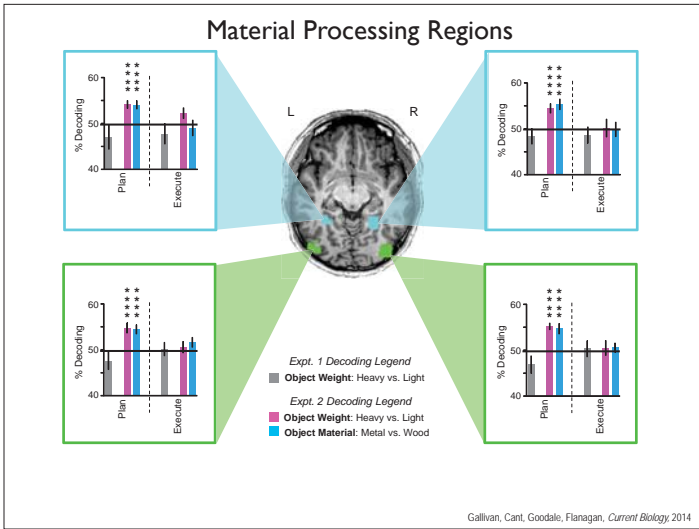 Material Processing Regions
60
50
40
% Decoding
* * * *
* * * *
Plan
Execute
L
R
60
50
40
% Decoding
* * * *
* * * *
Plan
Execute
60
50
40
% Decoding
* * * *
* * * *
Plan
Execute
Expt. 1 Decoding Legend
Object Weight: Heavy vs. Light
Expt. 2 Decoding Legend
Object Weight: Heavy vs. Light
Object Material: Metal vs. Wood
60
50
40
% Decoding
* * * *
* * * *
Plan
Execute
Gallivan, Cant, Goodale, Flanagan, Current Biology, 2014